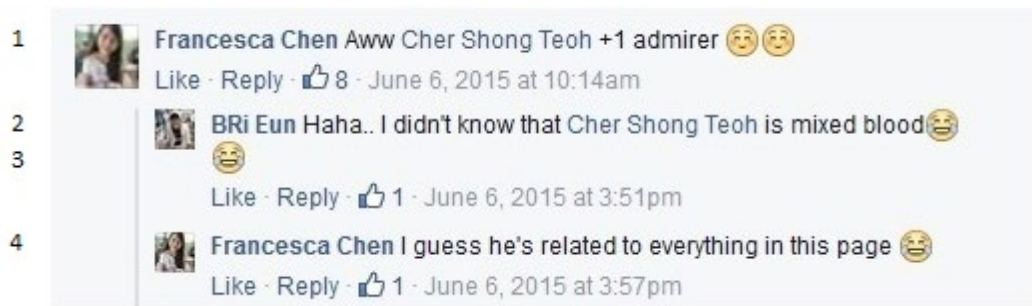 1 Francesca Chen Aww Cher Shong Teoh +1 admirer ☺️☺️
Like · Reply · 👍 8 · June 6, 2015 at 10:14am
2 BRi Eun Haha.. I didn't know that Cher Shong Teoh is mixed blood😂
3 😂
Like · Reply · 👍 1 · June 6, 2015 at 3:51pm
4 Francesca Chen I guess he's related to everything in this page 😂
Like · Reply · 👍 1 · June 6, 2015 at 3:57pm